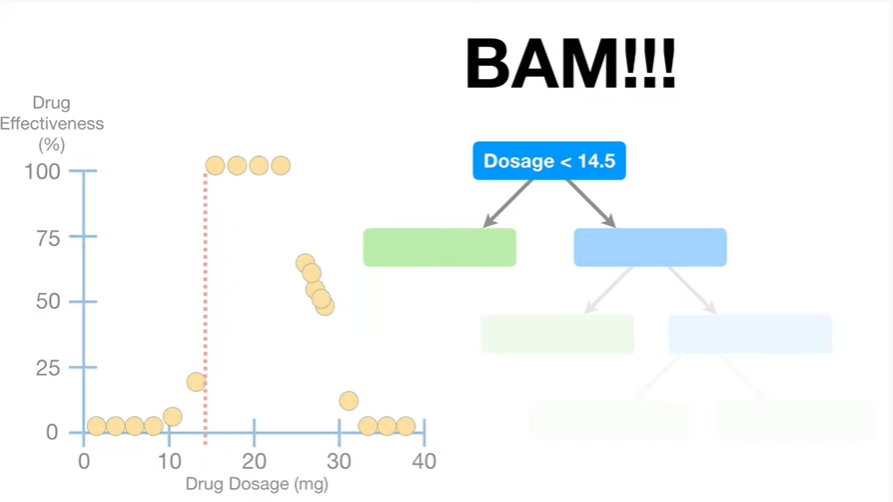 BAM!!!
Drug
Effectiveness
(%)
100
75
50
25
0
0 10 20 30 40
Drug Dosage (mg)
Dosage < 14.5